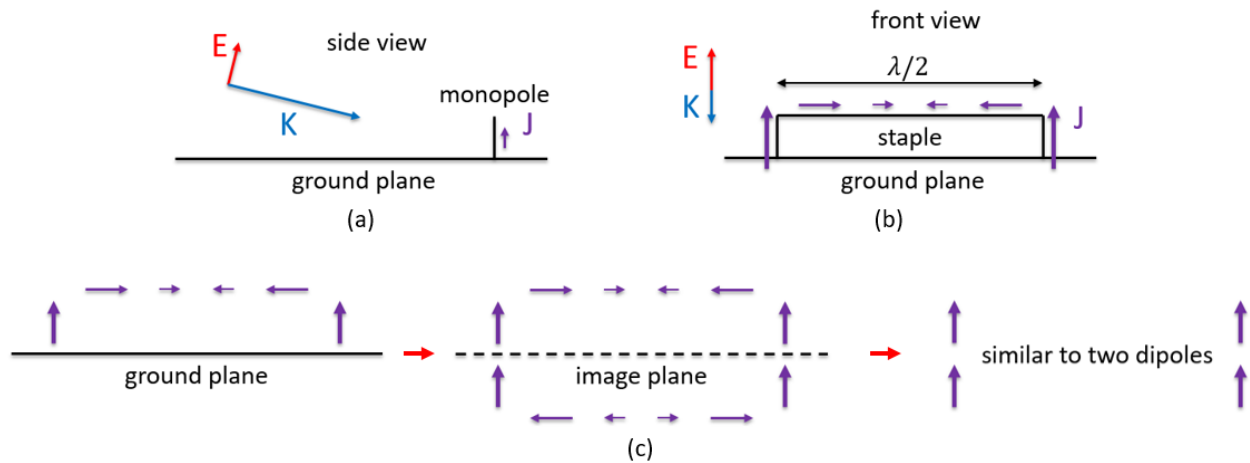 E
side view
monopole
K
J
ground plane
(a)
front view
E
λ/2
K
J
staple
ground plane
(b)
ground plane
image plane
similar to two dipoles
(c)